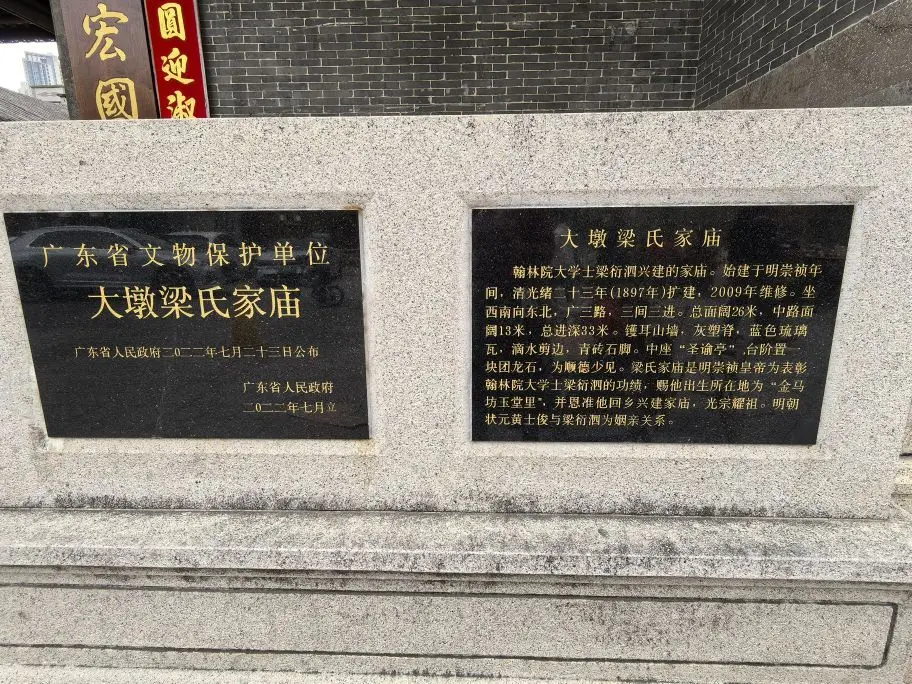 宏國
圓迎淑
广东省文物保护单位
大墩梁氏家庙
广东省人民政府二〇二二年七月二十三日公布
广东省人民政府
二〇二二年七月立
大墩梁氏家庙
翰林院大学士梁衍泗兴建的家庙。始建于明崇祯年
间，清光绪二十三年(1897年)扩建，2009年维修。坐
西南向东北，广三路，三间三进。总面阔26米，中路面
阔13米，总进深33米。镬耳山墙，灰塑脊，蓝色琉璃
瓦，滴水剪边，青砖石脚。中座“圣谕亭”,台阶置一
块团龙石，为顺德少见。梁氏家庙是明崇祯皇帝为表彰
翰林院大学士梁衍泗的功绩，赐他出生所在地为“金马
坊玉堂里”，并恩准他回乡兴建家庙，光宗耀祖。明朝
状元黄士俊与梁衍泗为姻亲关系。